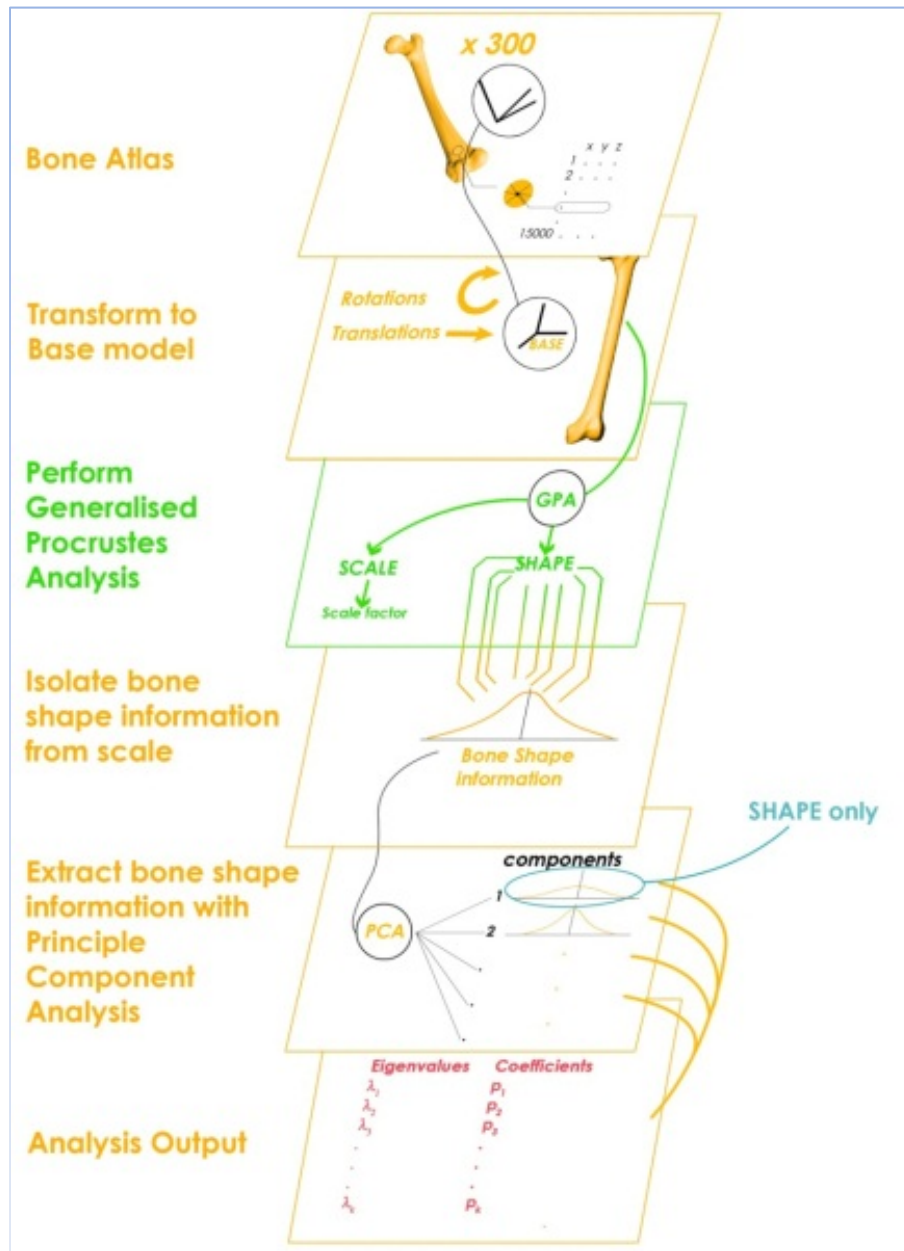 x 300
Bone Atlas
x y z
1 . . .
2 . . .
15000 . . .
Transform to
Base model
Rotations
Translations
BASE
Perform
Generalised
Procrustes
Analysis
GPA
SCALE
SHAPE
Scale factor
Isolate bone
shape information
from scale
Bone Shape
information
SHAPE only
Extract bone shape
information with
Principle
Component
Analysis
components
1
PCA
2
Analysis Output
Eigenvalues Coefficients
λ1 p1
λ2 p2
λ3 p3
. .
. .
. .
λk pk